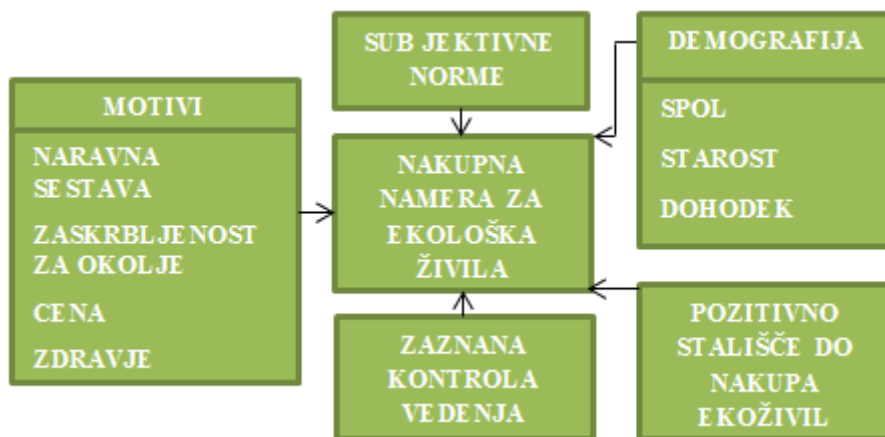 MOTIVI
NARAVNA
SESTAVA
ZASKRBLJENOST
ZA OKOLJE
CENA
ZDRAVJE
SUBJEKTIVNE
NORME
NAKUPNA
NAMERA ZA
EKOLOŠKA
ŽIVILA
ZAZNANA
KONTROLA
VEDENJA
DEMOGRAFIJA
SPOL
STAROST
DOHODEK
POZITIVNO
STALIŠČE DO
NAKUPA
EKOŽIVIL